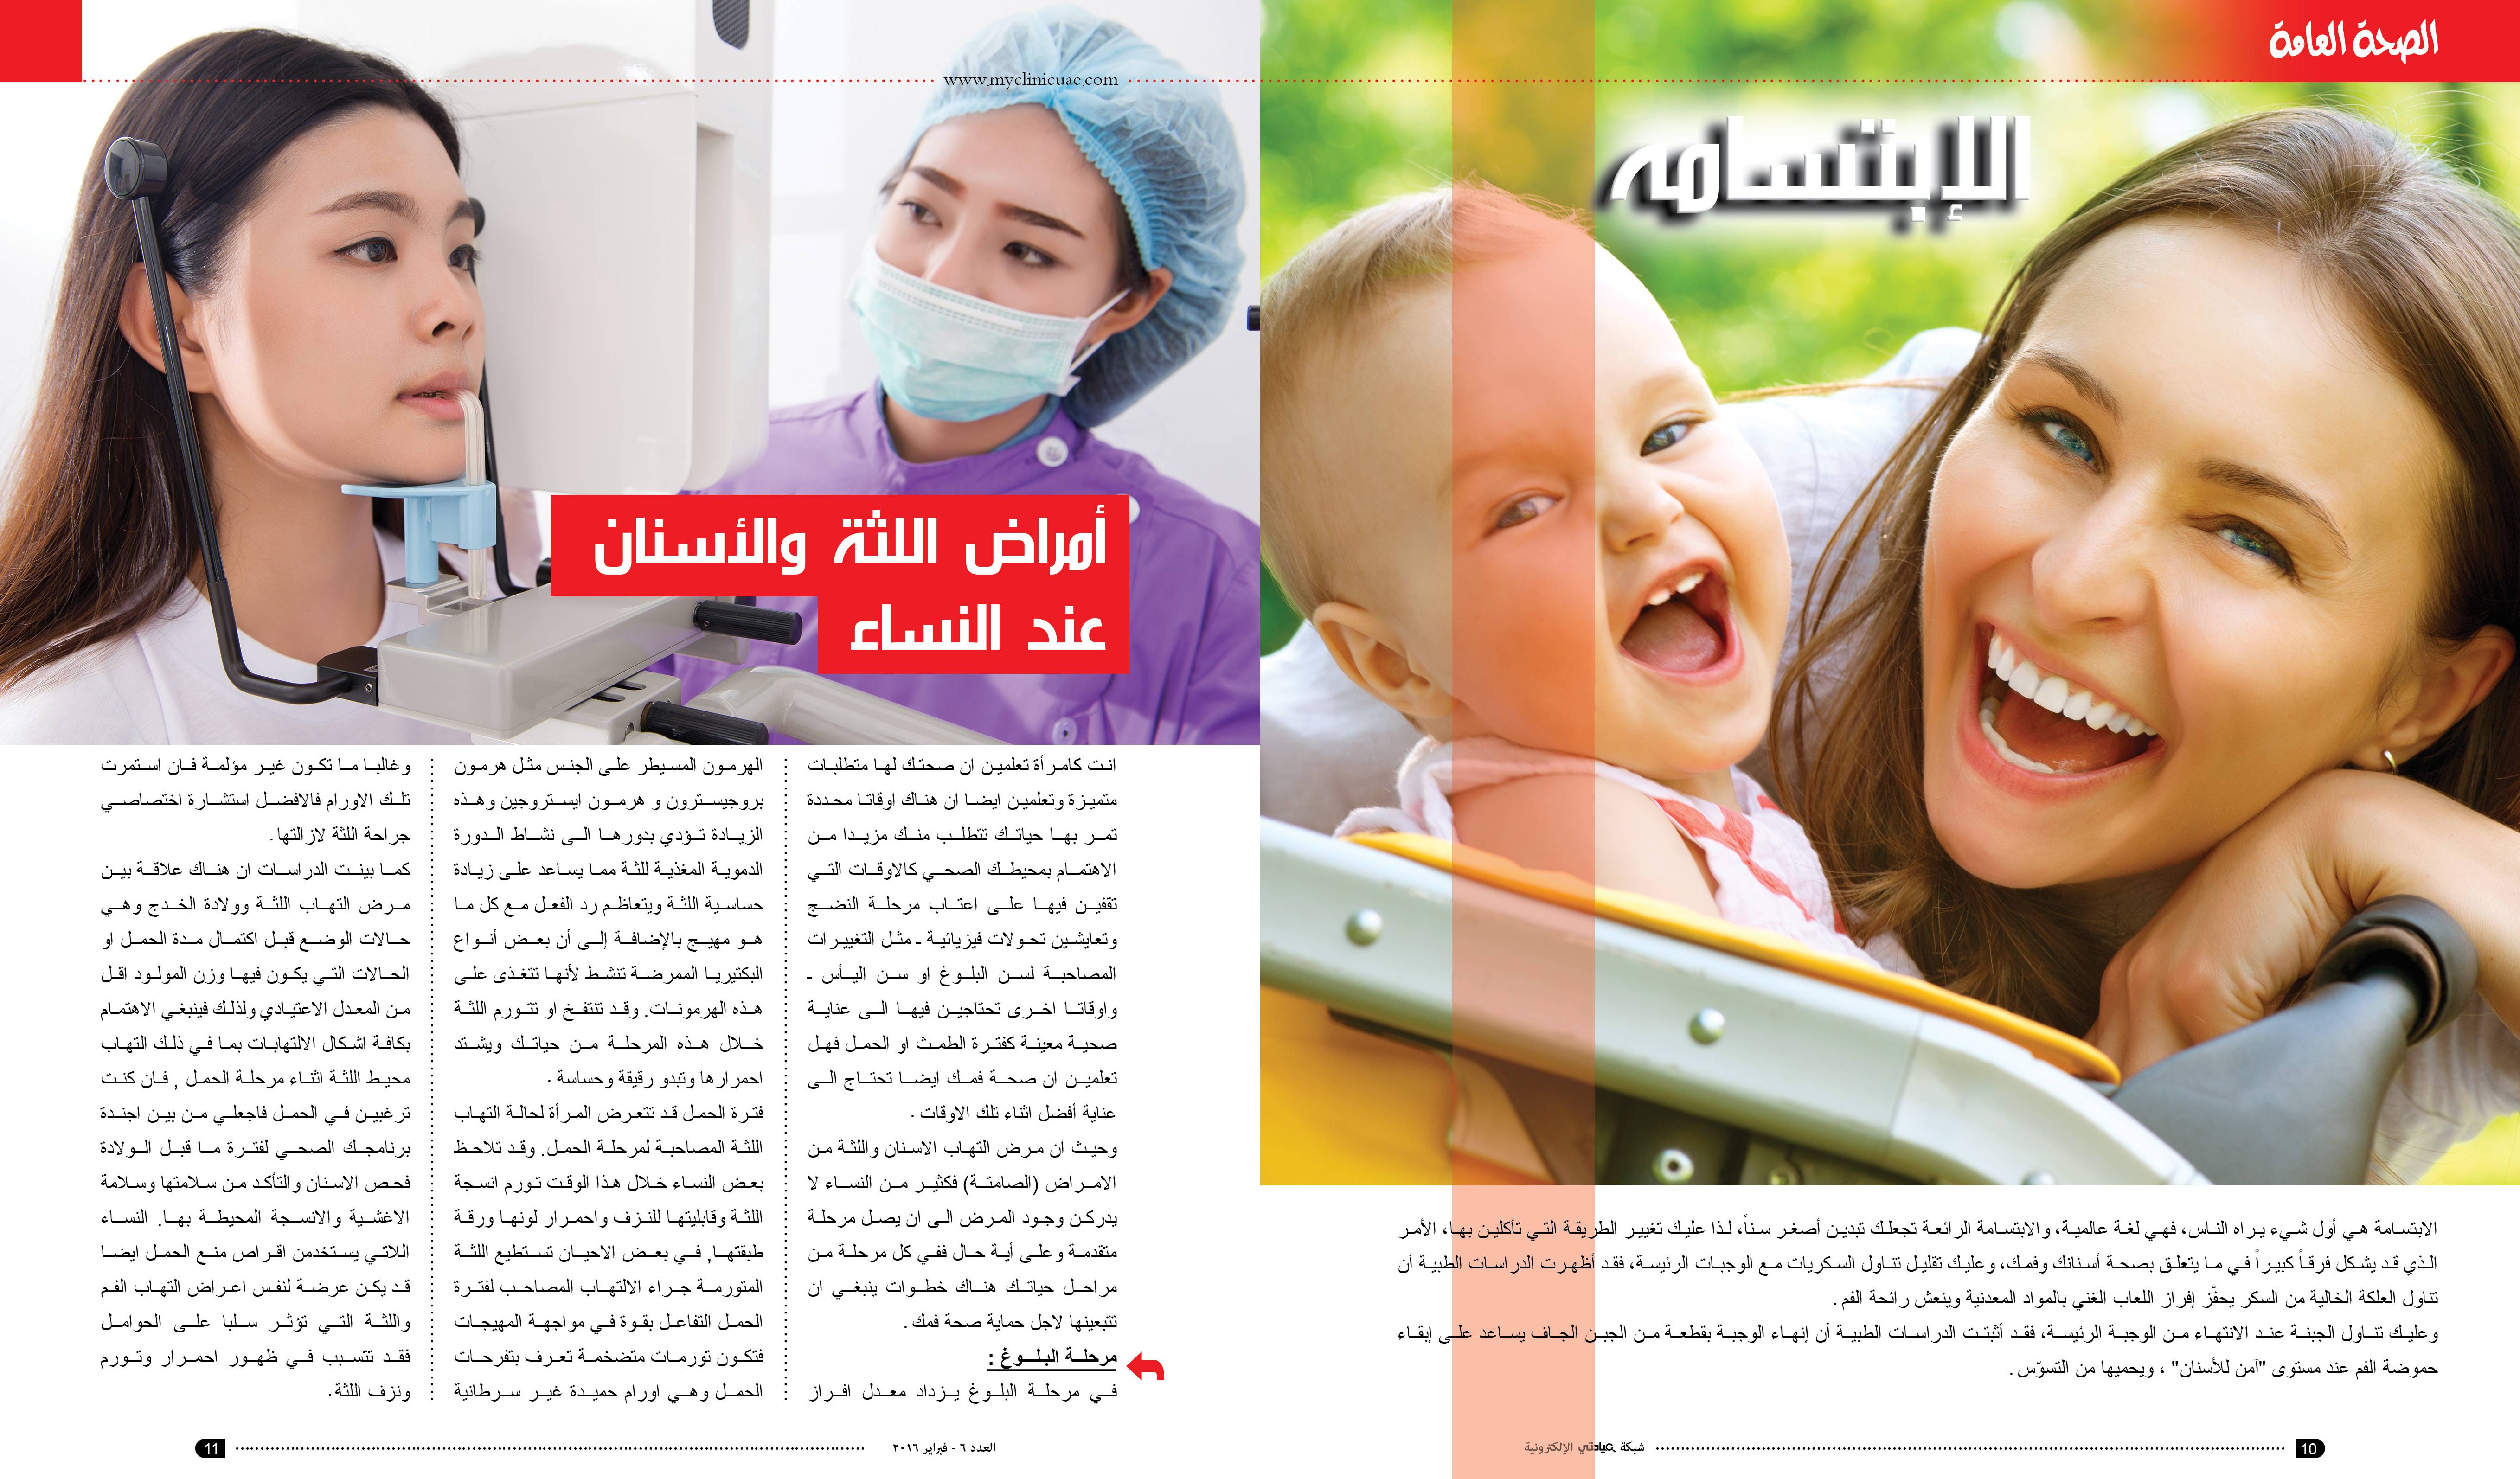 الصحة العامة
الإبتسامه
الابتسامة هي أول شيء يراه الناس، فهي لغة عالمية، والابتسامة الرائعة تجعلك تبدين أصغر سناً، لذا عليك تغيير الطريقة التي تأكلين بها، الأمر
الذي قد يشكل فرقاً كبيراً في ما يتعلق بصحة أسنانك وفمك، وعليك تقليل تناول السكريات مع الوجبات الرئيسة، فقد أظهرت الدراسات الطبية أن
تناول العلكة الخالية من السكر يحفّز إفراز اللعاب الغني بالمواد المعدنية وينعش رائحة الفم .
وعليك تناول الجبنة عند الانتهاء من الوجبة الرئيسة، فقد أثبتت الدراسات الطبية أن إنهاء الوجبة بقطعة من الجبن الجاف يساعد على إبقاء
حموضة الفم عند مستوى "آمن للأسنان" ، ويحميها من التسوّس .
10
شبكة عيادتي الإلكترونية
www.myclinicuae.com
أمراض اللثة والأسنان
عند النساء
انت كامرأة تعلمين ان صحتك لها متطلبات
متميزة وتعلمين ايضا ان هناك اوقاتا محددة
تمر بها حياتك تتطلب منك مزيدا من
الاهتمام بمحيطك الصحي كالاوقات التي
تقفين فيها على اعتاب مرحلة النضج
وتعايشين تحولات فيزيائية ـ مثل التغييرات
المصاحبة لسن البلوغ او سن اليأس ـ
واوقاتا اخرى تحتاجين فيها الى عناية
صحية معينة كفترة الطمث او الحمل فهل
تعلمين ان صحة فمك ايضا تحتاج الى
عناية أفضل اثناء تلك الاوقات .
وحيث ان مرض التهاب الاسنان واللثة من
الامراض (الصامتة) فكثير من النساء لا
يدركن وجود المرض الى ان يصل مرحلة
متقدمة وعلى أية حال ففي كل مرحلة من
مراحل حياتك هناك خطوات ينبغي ان
تتبعينها لاجل حماية صحة فمك .
مرحلة البلوغ :
في مرحلة البلوغ يزداد معدل افراز
الهرمون المسيطر على الجنس مثل هرمون
بروجيسترون و هرمون ايستروجين وهذه
الزيادة تؤدي بدورها الى نشاط الدورة
الدموية المغذية للثة مما يساعد على زيادة
حساسية اللثة ويتعاظم رد الفعل مع كل ما
هو مهيج بالإضافة إلى أن بعض أنواع
البكتيريا الممرضة تنشط لأنها تتغذى على
هذه الهرمونات. وقد تنتفخ او تتورم اللثة
خلال هذه المرحلة من حياتك ويشتد
احمرارها وتبدو رقيقة وحساسة .
فترة الحمل قد تتعرض المرأة لحالة التهاب
اللثة المصاحبة لمرحلة الحمل. وقد تلاحظ
بعض النساء خلال هذا الوقت تورم انسجة
اللثة وقابليتها للنزف واحمرار لونها ورقة
طبقتها, في بعض الاحيان تستطيع اللثة
المتورمة جراء الالتهاب المصاحب لفترة
الحمل التفاعل بقوة في مواجهة المهيجات
فتكون تورمات متضخمة تعرف بتفرحات
الحمل وهي اورام حميدة غير سرطانية
وغالبا ما تكون غير مؤلمة فان استمرت
تلك الاورام فالافضل استشارة اختصاصي
جراحة اللثة لازالتها.
كما بينت الدراسات ان هناك علاقة بين
مرض التهاب اللثة وولادة الخدج وهي
حالات الوضع قبل اكتمال مدة الحمل او
الحالات التي يكون فيها وزن المولود اقل
من المعدل الاعتيادي ولذلك فينبغي الاهتمام
بكافة اشكال الالتهابات بما في ذلك التهاب
محيط اللثة اثناء مرحلة الحمل , فان كنت
ترغبين في الحمل فاجعلي من بين اجندة
برنامجك الصحي لفترة ما قبل الولادة
فحص الاسنان والتأكد من سلامتها وسلامة
الاغشية والانسجة المحيطة بها. النساء
اللاتي يستخدمن اقراص منع الحمل ايضا
قد يكن عرضة لنفس اعراض التهاب الفم
واللثة التي تؤثر سلبا على الحوامل
فقد تتسبب في ظهور احمرار وتورم
ونزف اللثة.
العدد ٦ - فبراير ٢٠١٦
11